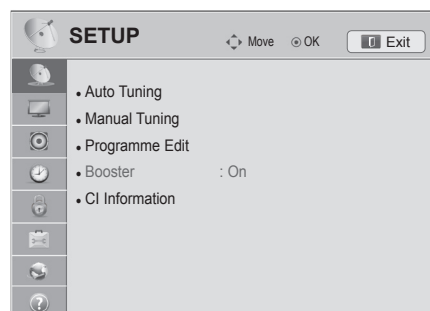 SETUP Move OK Exit
• Auto Tuning
• Manual Tuning
• Programme Edit
• Booster : On
• CI Information